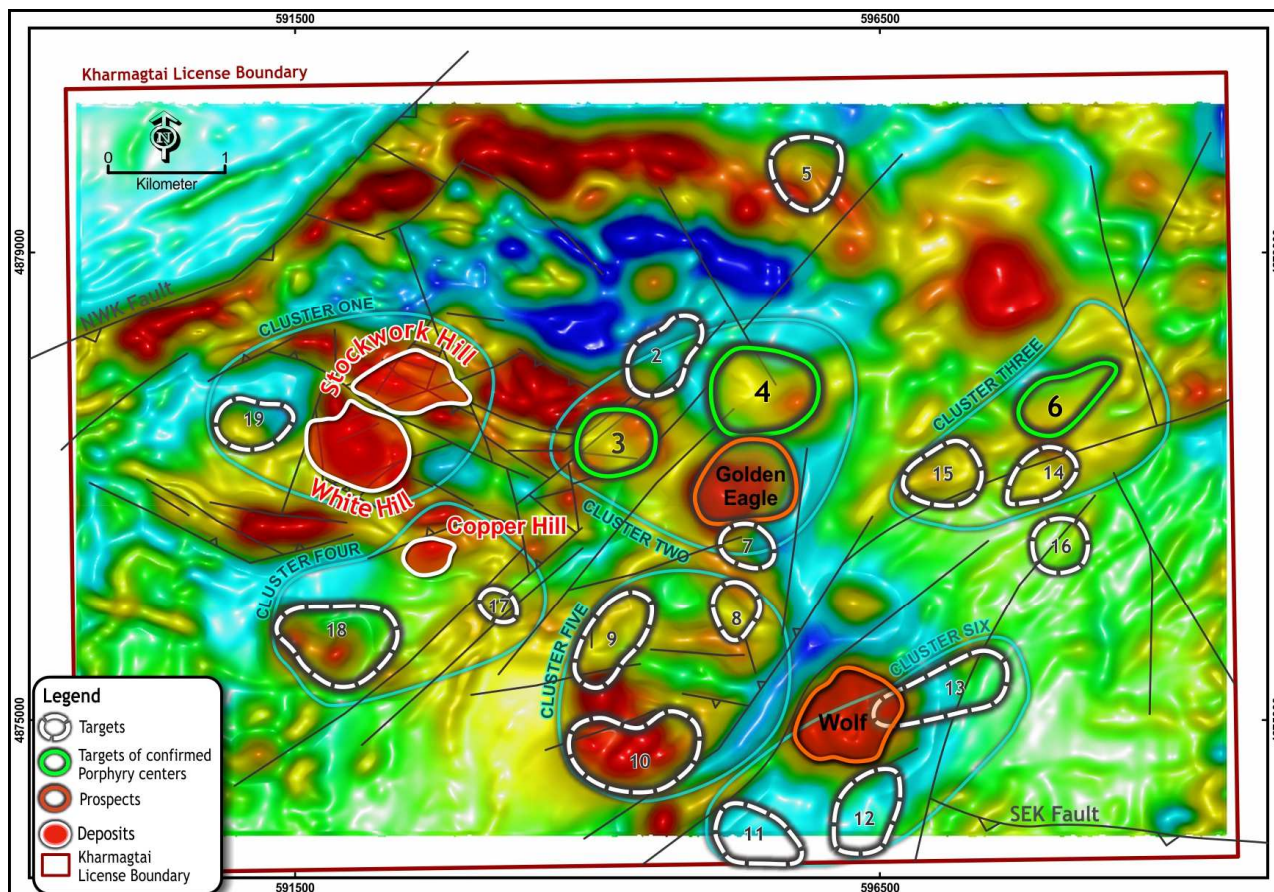 591500
596500
Kharmagtai License Boundary
N
0
1
Kilometer
5
4879000
NWK Fault
CLUSTER ONE
Stockwork Hill
2
4
CLUSTER THREE
6
19
3
White Hill
Golden
Eagle
15
14
Copper Hill
CLUSTER TWO
7
16
CLUSTER FOUR
17
8
18
9
CLUSTER FIVE
CLUSTER SIX
13
4875000
Wolf
10
12
11
SEK Fault
Legend
Targets
Targets of confirmed
Porphyry centers
Prospects
Deposits
Kharmagtai
License Boundary
591500
596500